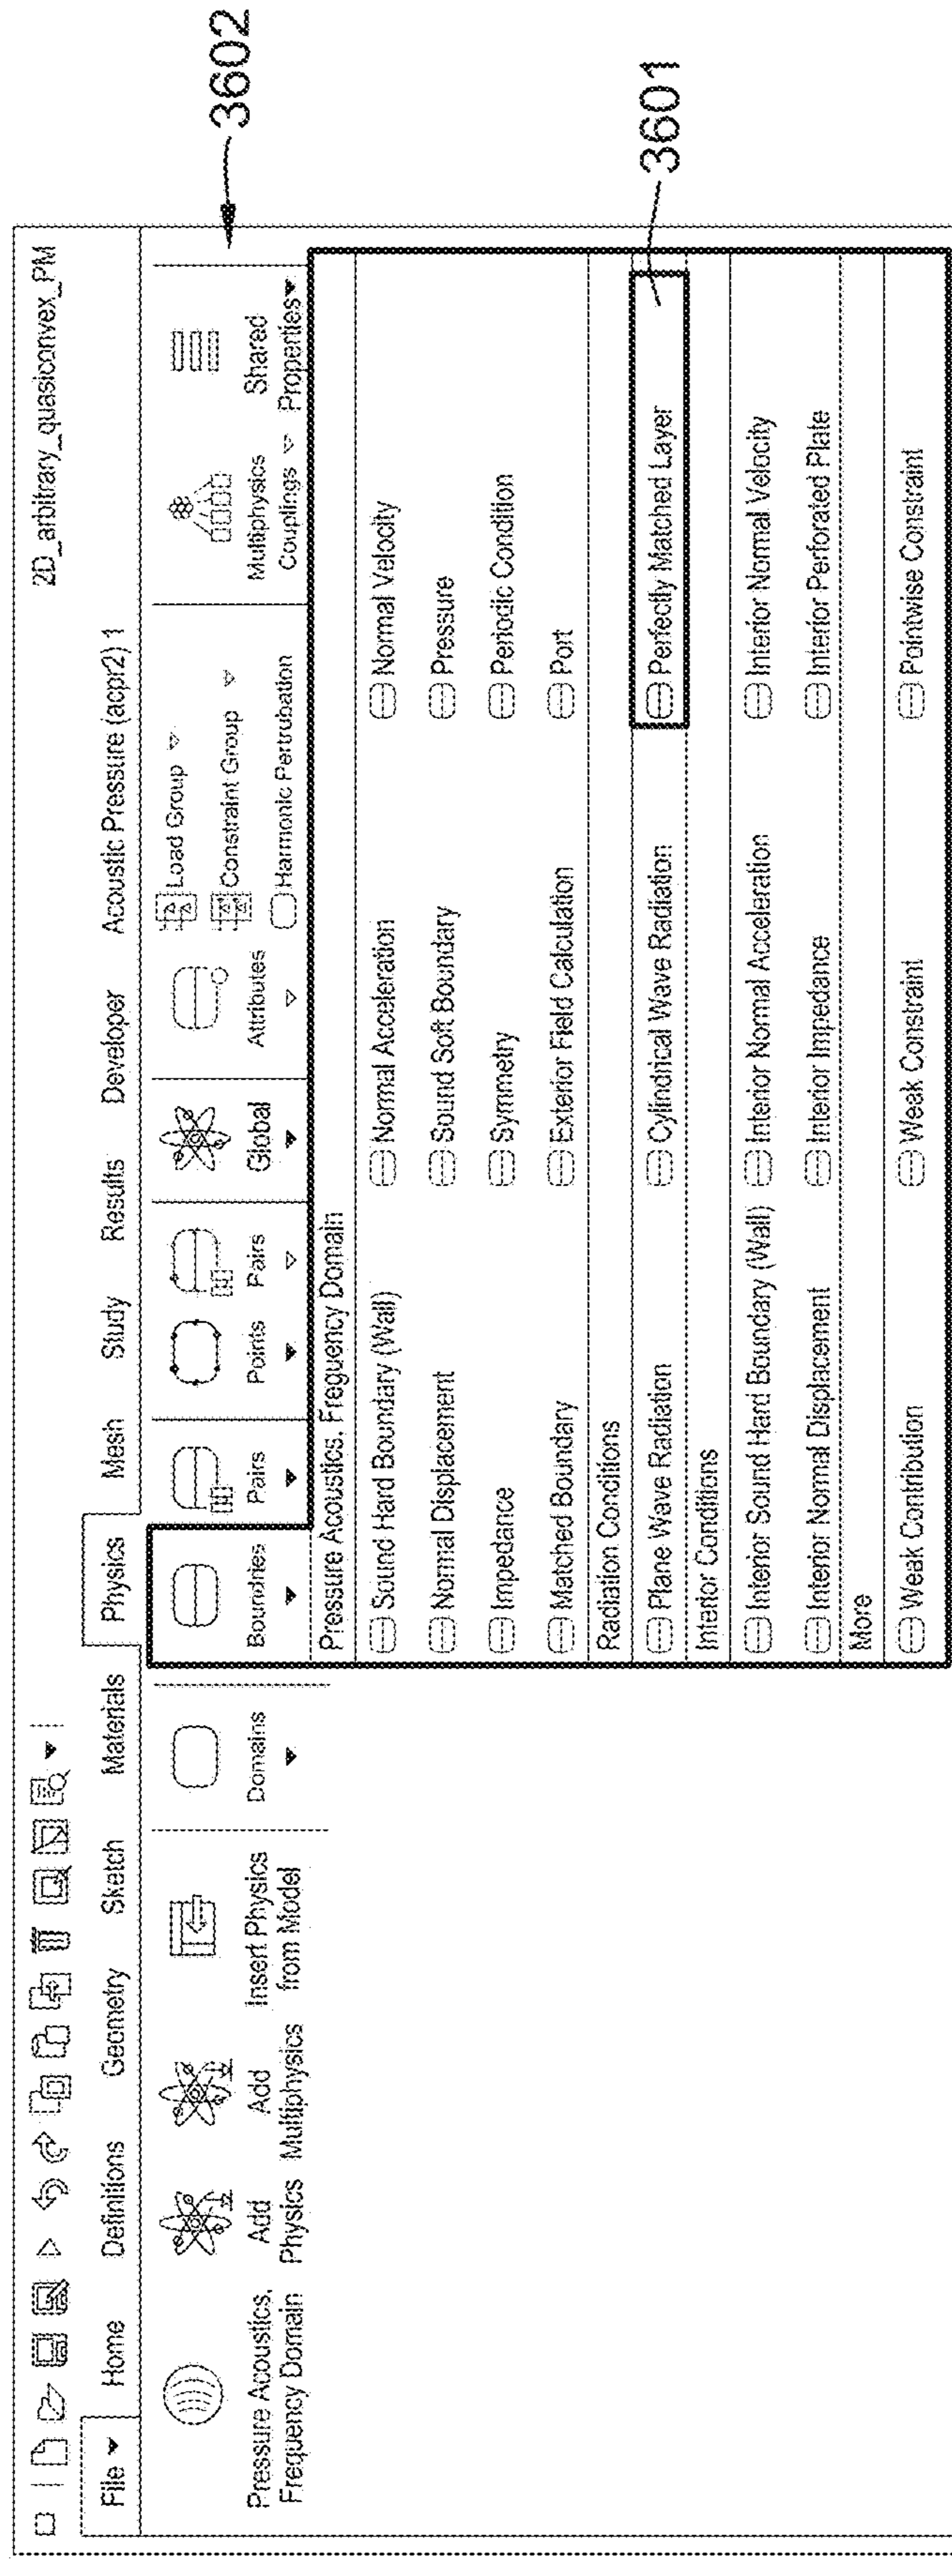 2D_arbitrary_quasiconvex_PM
File Home Definitions Geometry Sketch Materials Physics Mesh Study Results Developer Acoustic Pressure (acpr2) 1
Pressure Acoustics,
Frequency Domain
Add
Physics
Add
Multiphysics
Insert Physics
from Model
Domains
Boundries
Pairs
Points
Pairs
Global
Attributes
Load Group
Constraint Group
Harmonic Pertrubation
Multiphysics
Couplings
Shared
Properties
3602
Pressure Acoustics, Freguency Domain
Sound Hard Boundary (Wall) Normal Acceleration Normal Velocity
Normal Displacement Sound Soft Boundary Pressure
Impedance Symmetry Periodic Condition
Matched Boundary Exterior Field Calculation Port
Radiation Conditions
Plane Wave Radiation Cylindrical Wave Radiation Perfectly Matched Layer
3601
Interior Conditions
Interior Sound Hard Boundary (Wall) Interior Normal Acceleration Interior Normal Velocity
Interior Normal Displacement Interior Impedance Interior Perforated Plate
More
Weak Contribution Weak Constraint Pointwise Constraint